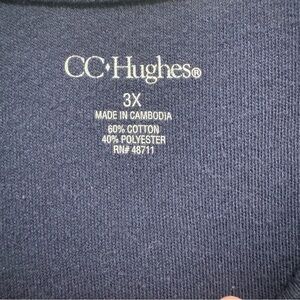 CC♦Hughes®
3X
MADE IN CAMBODIA
60% COTTON
40% POLYESTER
RN# 48711